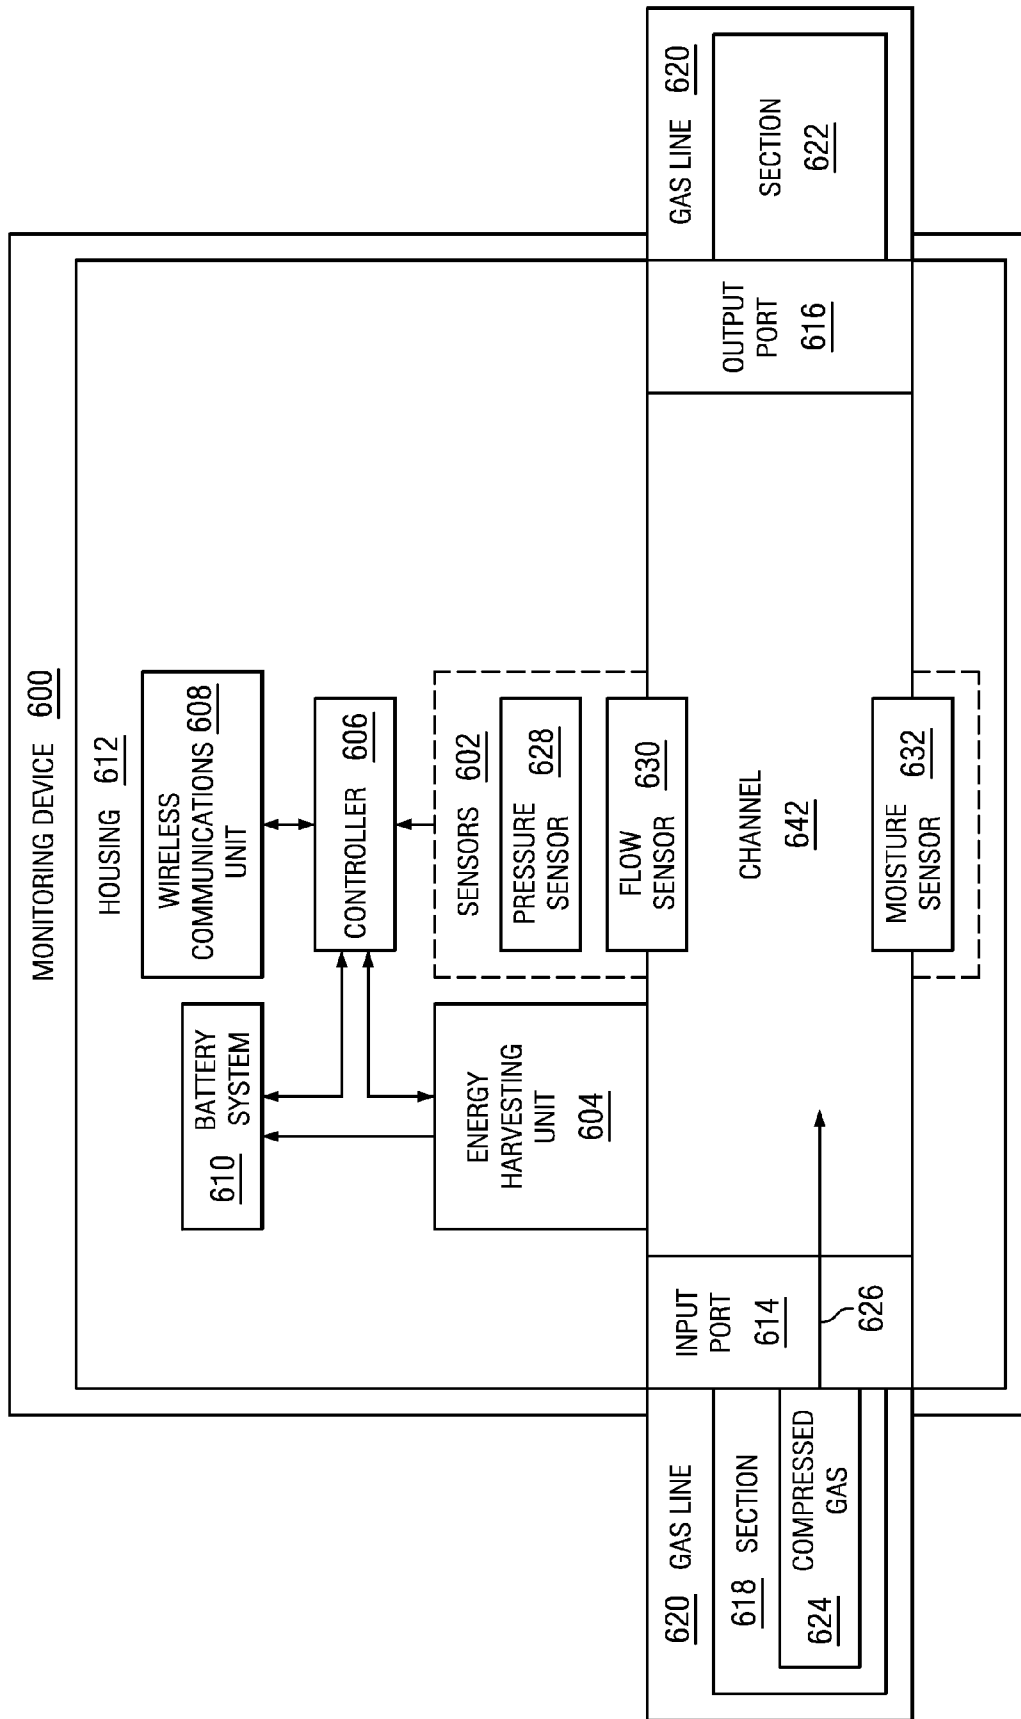 MONITORING DEVICE 600
HOUSING 612
BATTERY
SYSTEM
610
WIRELESS
COMMUNICATIONS 608
UNIT
CONTROLLER 606
ENERGY
HARVESTING
UNIT
604
SENSORS 602
PRESSURE
SENSOR 628
FLOW
SENSOR 630
620 GAS LINE
618 SECTION
COMPRESSED
GAS
624
INPUT
PORT
614
626
CHANNEL
642
MOISTURE
SENSOR 632
OUTPUT
PORT
616
GAS LINE 620
SECTION
622